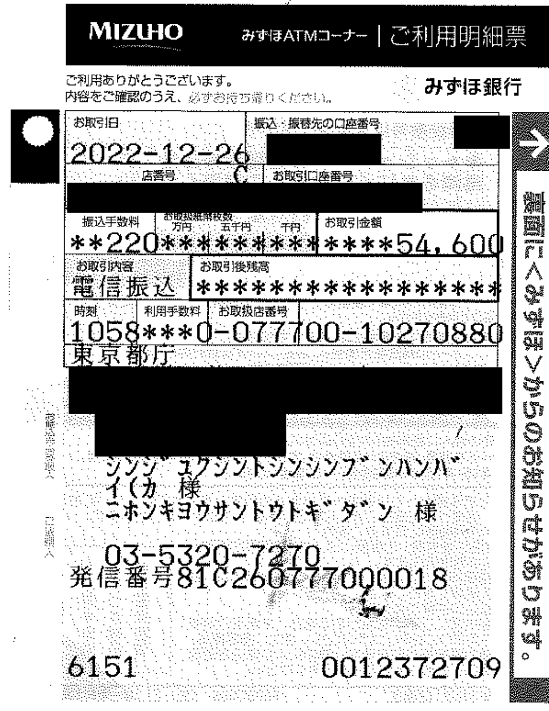 MIZUHO みずほATMコーナー | ご利用明細票
ご利用ありがとうございます。
内容をご確認のうえ、必ずお持ち帰りください。
みずほ銀行
お取引日 振込・振替先の口座番号
2022-12-26
店番号 C お取引口座番号
振込手数料 お取扱紙幣枚数 万円 五千円 千円 お取引金額
**220*************54,600
お取引内容 お取引後残高
電信振込 *****************
時刻 利用手数料 お取扱店番号
1058***0-077700-10270880
東京都庁
シンジユクシントシンシンブンハンバ
イ(カ 様
ニホンキヨウサントウトギダン 様
03-5320-7270
発信番号81C260777000018
6151 0012372709
→
裏面に<みずほ>からのお知らせがあります。